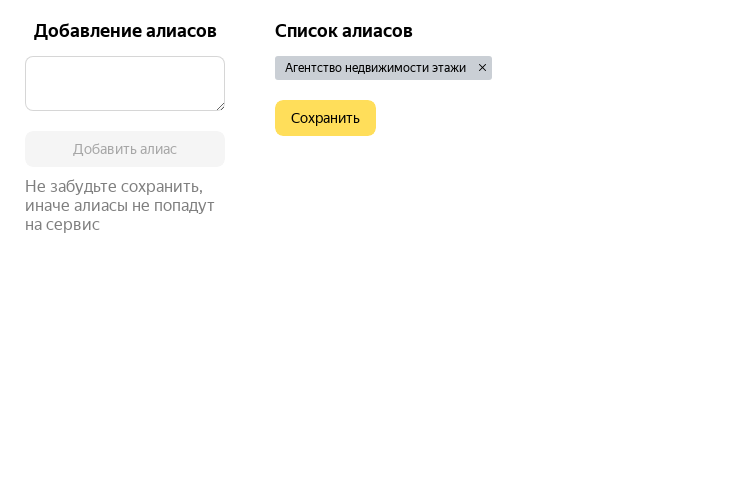 Добавление алиасов
Добавить алиас
Не забудьте сохранить,
иначе алиасы не попадут
на сервис
Список алиасов
Агентство недвижимости этажи ×
Сохранить